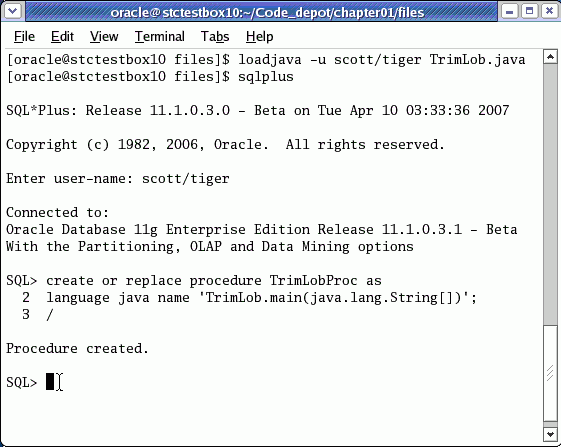 oracle@stctestbox10:~/Code_depot/chapter01/files
File Edit View Terminal Tabs Help
[oracle@stctestbox10 files]$ loadjava -u scott/tiger TrimLob.java
[oracle@stctestbox10 files]$ sqlplus
SQL*Plus: Release 11.1.0.3.0 - Beta on Tue Apr 10 03:33:36 2007
Copyright (c) 1982, 2006, Oracle.  All rights reserved.
Enter user-name: scott/tiger
Connected to:
Oracle Database 11g Enterprise Edition Release 11.1.0.3.1 - Beta
With the Partitioning, OLAP and Data Mining options
SQL> create or replace procedure TrimLobProc as
  2  language java name 'TrimLob.main(java.lang.String[])';
  3  /
Procedure created.
SQL>